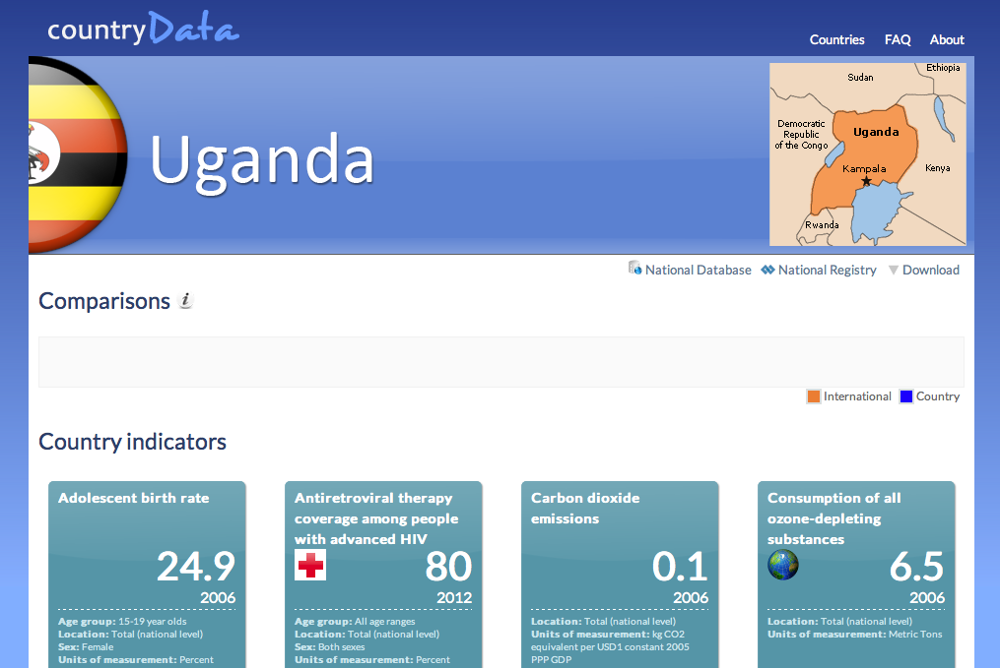 countryData
Countries FAQ About
Uganda
Sudan
Ethiopia
Democratic
Republic
of the Congo
Uganda
Kampala
Kenya
Rwanda
National Database National Registry Download
Comparisons i
International Country
Country indicators
Adolescent birth rate
24.9
2006
Age group: 15-19 year olds
Location: Total (national level)
Sex: Female
Units of measurement: Percent
Antiretroviral therapy
coverage among people
with advanced HIV
80
2012
Age group: All age ranges
Location: Total (national level)
Sex: Both sexes
Units of measurement: Percent
Carbon dioxide
emissions
0.1
2006
Location: Total (national level)
Units of measurement: kg CO2
equivalent per USD1 constant 2005
PPP GDP
Consumption of all
ozone-depleting
substances
6.5
2006
Location: Total (national level)
Units of measurement: Metric Tons